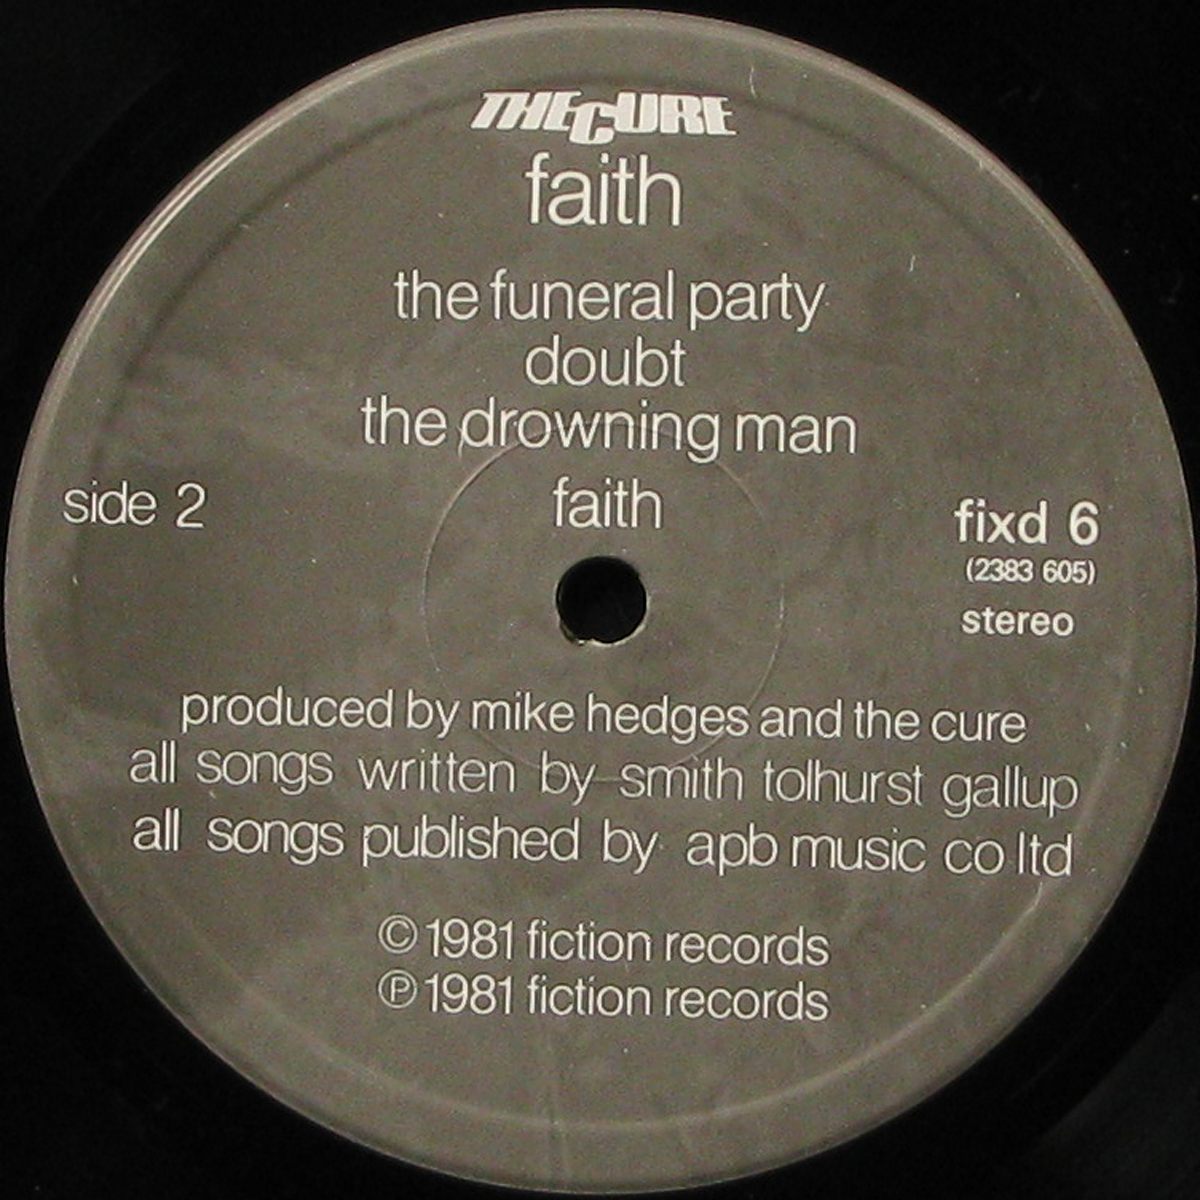 THE CURE
faith
the funeral party
doubt
the drowning man
faith
side 2
fixd 6
(2383 605)
stereo
produced by mike hedges and the cure
all songs written by smith tolhurst gallup
all songs published by apb music co ltd
© 1981 fiction records
℗ 1981 fiction records